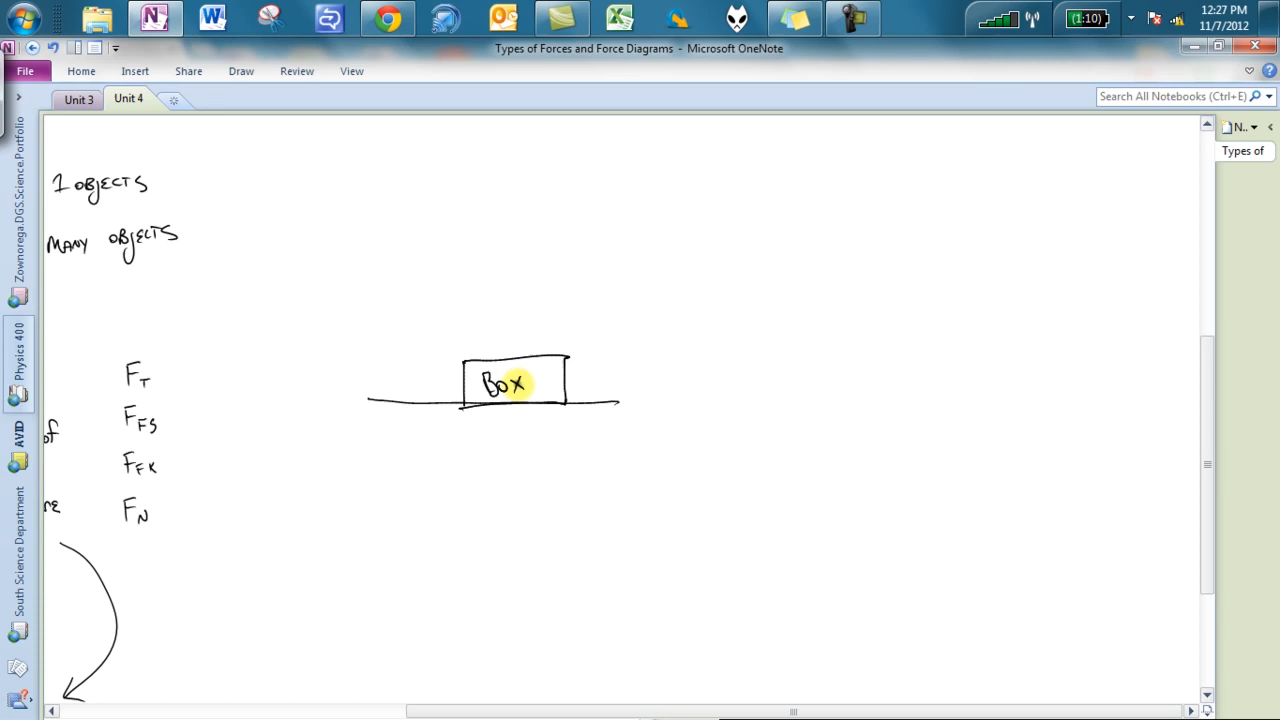 12:27 PM
(1:10)
11/7/2012
Types of Forces and Force Diagrams - Microsoft OneNote
File Home Insert Share Draw Review View
Unit 3 Unit 4
Search All Notebooks (Ctrl+E)
N..
Types of
Zownorega.DGS.Science.Portfolio
Physics 400
AVID
South Science Department
1 OBJECTS
MANY OBJECTS
BOX
FT
of
FFS
FFK
RE
FN